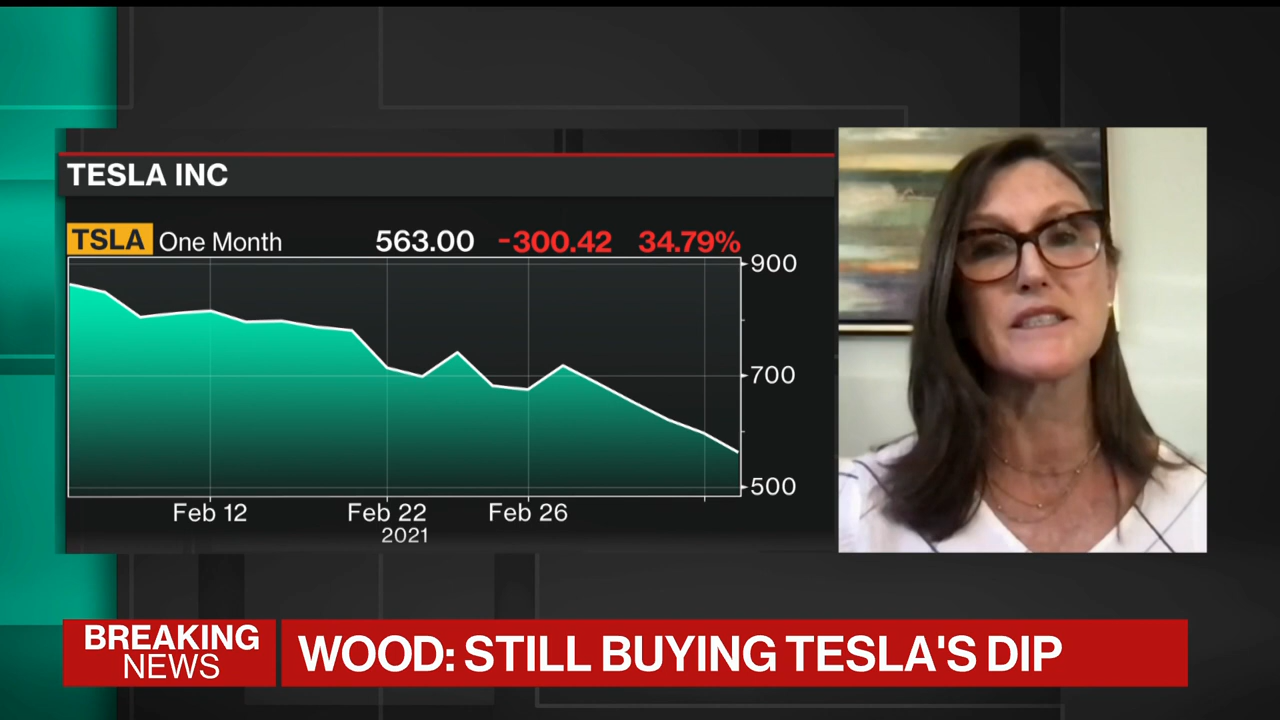 TESLA INC
TSLA One Month 563.00 -300.42 34.79%
900
700
500
Feb 12 Feb 22 Feb 26
2021
BREAKING
NEWS
WOOD: STILL BUYING TESLA'S DIP